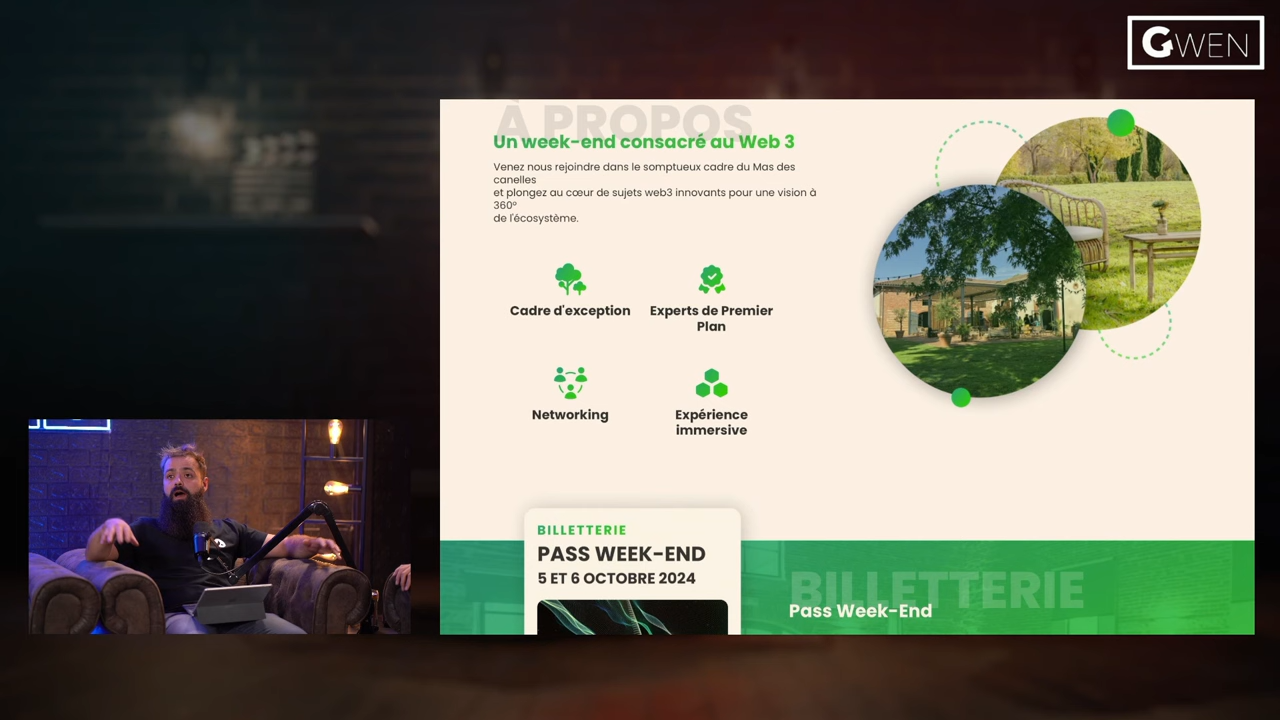 GWEN
À PROPOS
Un week-end consacré au Web 3
Venez nous rejoindre dans le somptueux cadre du Mas des
canelles
et plongez au cœur de sujets web3 innovants pour une vision à
360°
de l'écosystème.
Cadre d'exception
Experts de Premier
Plan
Networking
Expérience
immersive
BILLETTERIE
PASS WEEK-END
5 ET 6 OCTOBRE 2024
BILLETTERIE
Pass Week-End